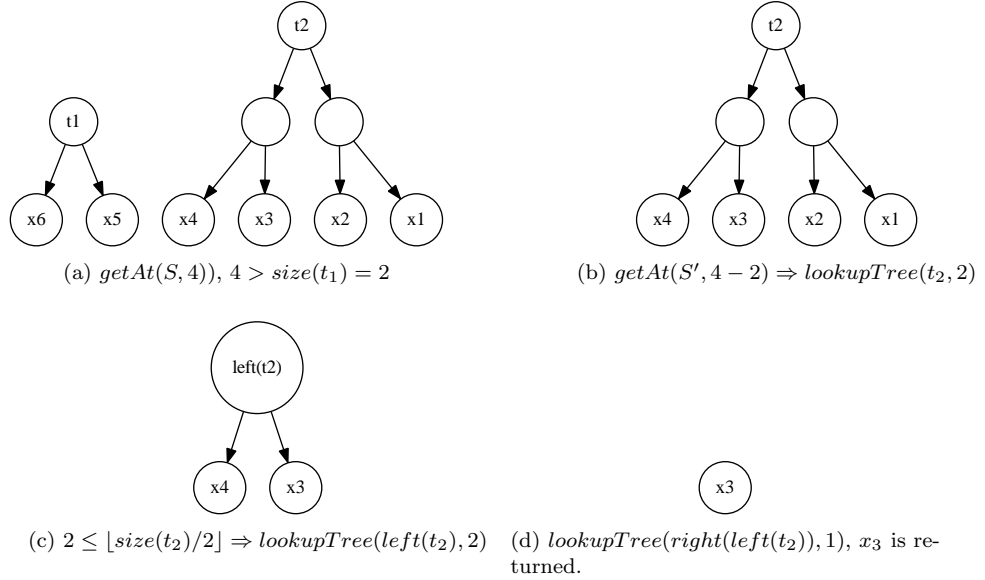 t2
t1
x6 x5 x4 x3 x2 x1
(a) getAt(S, 4)), 4 > size(t₁) = 2
t2
x4 x3 x2 x1
(b) getAt(S′, 4 − 2) ⇒ lookupTree(t₂, 2)
left(t2)
x4 x3
(c) 2 ≤ ⌊size(t₂)/2⌋ ⇒ lookupTree(left(t₂), 2)
x3
(d) lookupTree(right(left(t₂)), 1), x₃ is re-
turned.